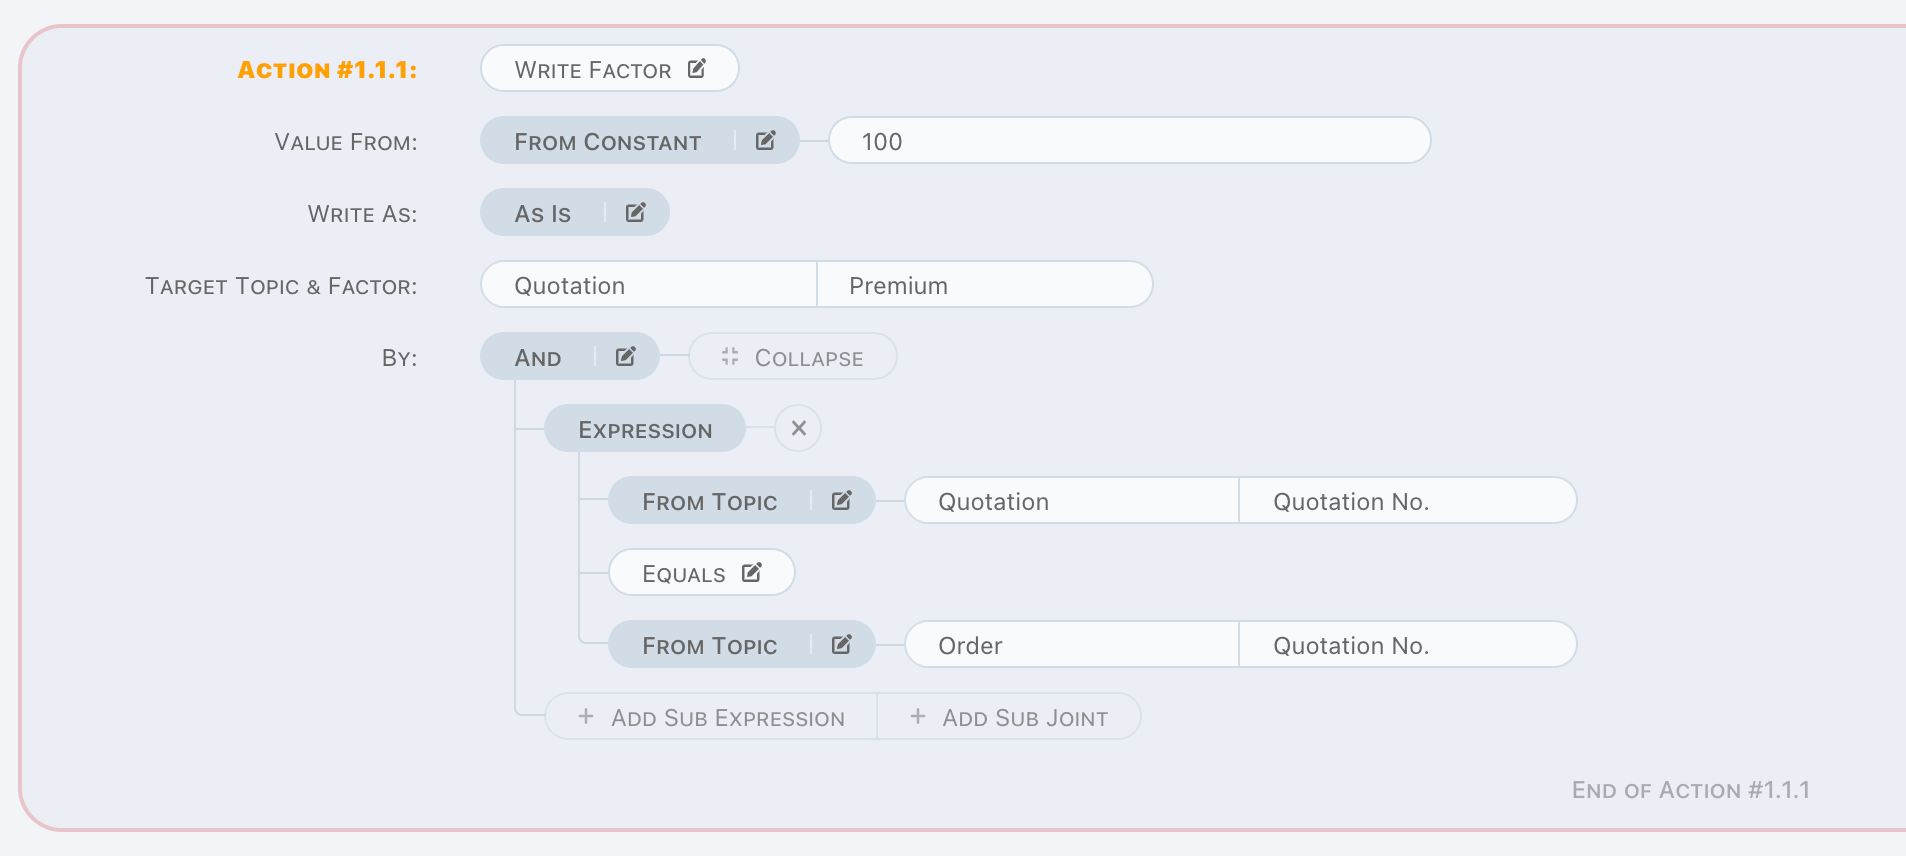 ACTION #1.1.1: WRITE FACTOR
VALUE FROM: FROM CONSTANT 100
WRITE AS: AS IS
TARGET TOPIC & FACTOR: Quotation Premium
BY: AND COLLAPSE
EXPRESSION
FROM TOPIC Quotation Quotation No.
EQUALS
FROM TOPIC Order Quotation No.
+ ADD SUB EXPRESSION + ADD SUB JOINT
END OF ACTION #1.1.1